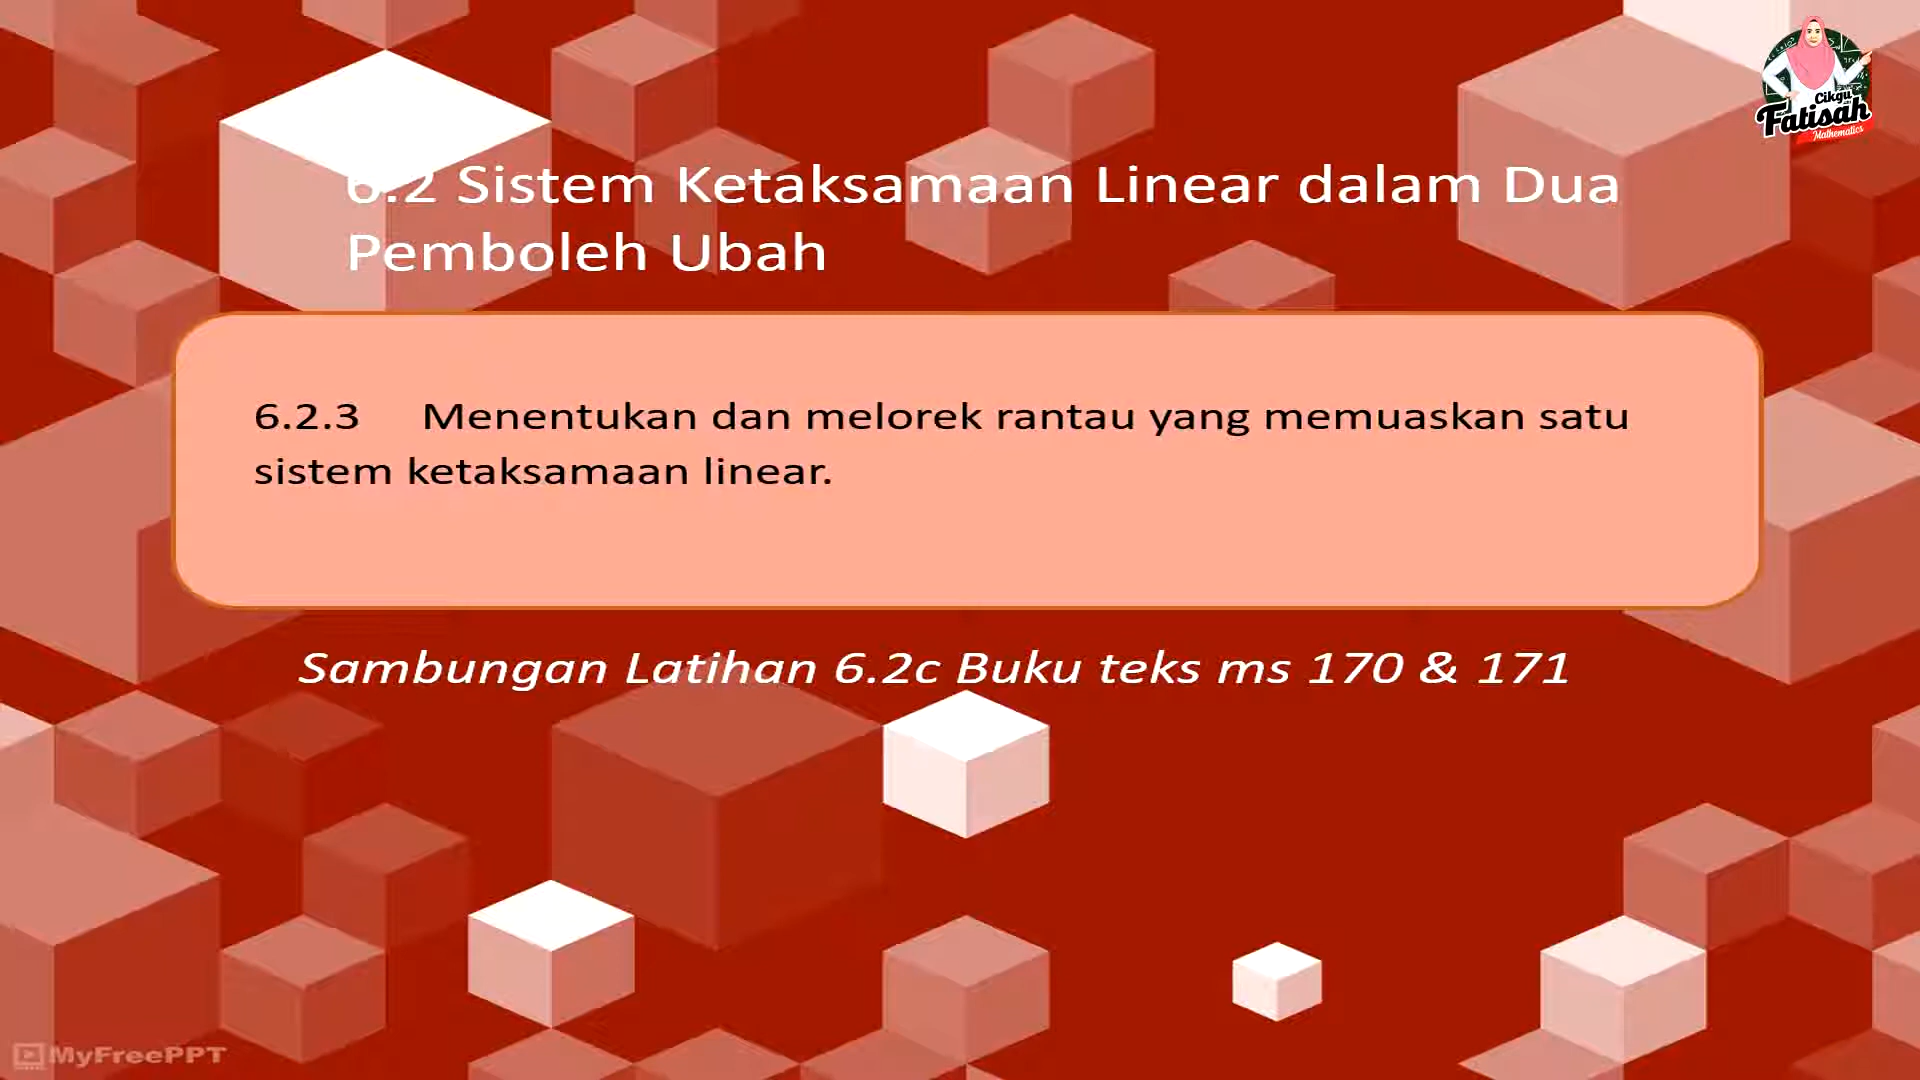 Cikgu
Fatisah
Mathematics
6.2 Sistem Ketaksamaan Linear dalam Dua
Pemboleh Ubah
6.2.3 Menentukan dan melorek rantau yang memuaskan satu
sistem ketaksamaan linear.
Sambungan Latihan 6.2c Buku teks ms 170 & 171
MyFreePPT